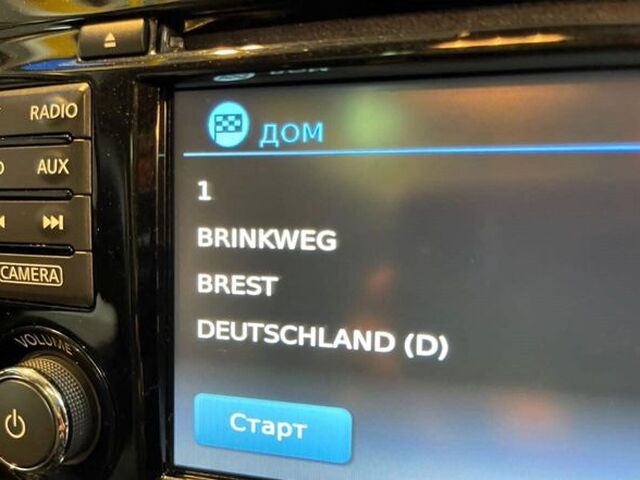 RADIO
AUX
CAMERA
VOLUME
ДОМ
1
BRINKWEG
BREST
DEUTSCHLAND (D)
Старт